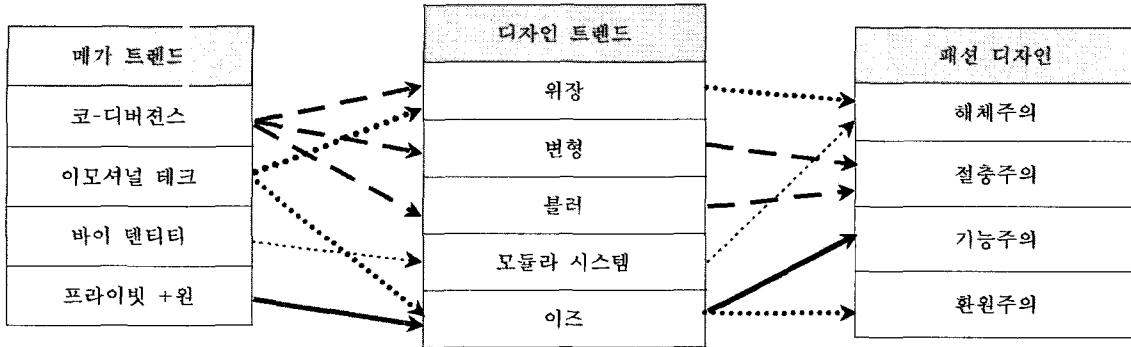 메가 트랜드
코-디버전스
이모셔널 테크
바이 덴티티
프라이빗 +원
디자인 트랜드
위장
변형
블러
모듈라 시스템
이즈
패션 디자인
해체주의
절충주의
기능주의
환원주의